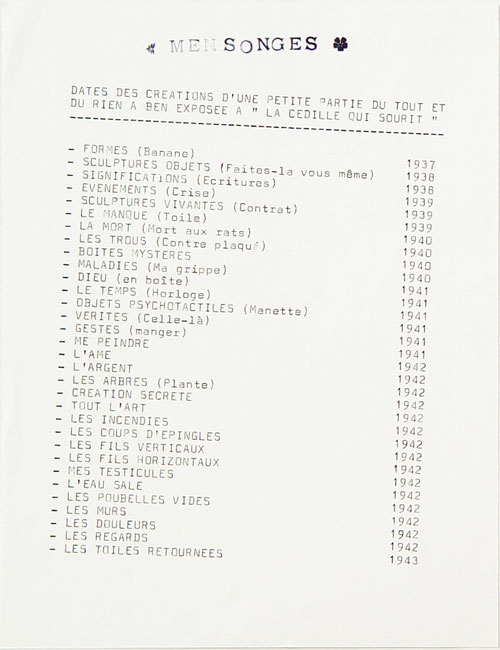 MENSONGES
DATES DES CREATIONS D'UNE PETITE PARTIE DU TOUT ET
DU RIEN A BEN EXPOSEE A " LA CEDILLE QUI SOURIT "
- FORMES (Banane) 1937
- SCULPTURES OBJETS (Faites-la vous même) 1938
- SIGNIFICATIONS (Ecritures) 1938
- EVENEMENTS (Crise) 1939
- SCULPTURES VIVANTES (Contrat) 1939
- LE MANQUE (Toile) 1939
- LA MORT (Mort aux rats) 1940
- LES TROUS (Contre plaqué) 1940
- BOITES MYSTERES 1940
- MALADIES (Ma grippe) 1940
- DIEU (en boîte) 1941
- LE TEMPS (Horloge) 1941
- OBJETS PSYCHOTACTILES (Manette) 1941
- VERITES (Celle-là) 1941
- GESTES (manger) 1941
- ME PEINDRE 1941
- L'AME 1942
- L'ARGENT 1942
- LES ARBRES (Plante) 1942
- CREATION SECRETE 1942
- TOUT L'ART 1942
- LES INCENDIES 1942
- LES COUPS D'EPINGLES 1942
- LES FILS VERTICAUX 1942
- LES FILS HORIZONTAUX 1942
- MES TESTICULES 1942
- L'EAU SALE 1942
- LES POUBELLES VIDES 1942
- LES MURS 1942
- LES DOULEURS 1942
- LES REGARDS 1942
- LES TOILES RETOURNEES 1943